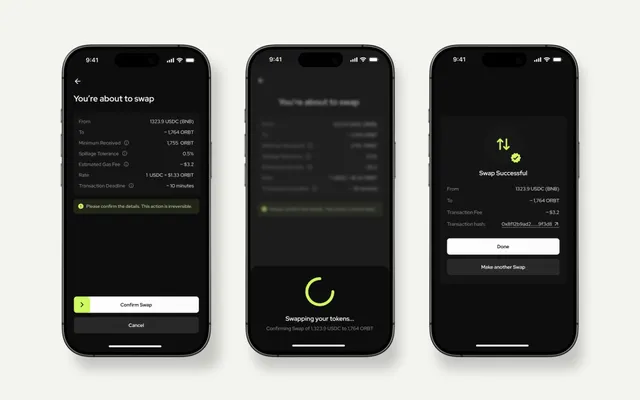 9:41
You're about to swap
From 1323.9 USDC (BNB)
To ~ 1,764 ORBT
Minimum Received 1,755 ORBT
Spillage Tolerance 0.5%
Estimated Gas Fee ~ $3.2
Rate 1 USDC = $1.33 ORBT
Transaction Deadline ~ 10 minutes
Please confirm the details. This action is irreversible.
Confirm Swap
Cancel
9:41
You're about to swap
Swapping your tokens...
Confirming Swap of 1,323.9 USDC to 1,764 ORBT
9:41
Swap Successful
From 1323.9 USDC (BNB)
To ~ 1,764 ORBT
Transaction Fee ~ $3.2
Transaction hash
Done
Make another Swap